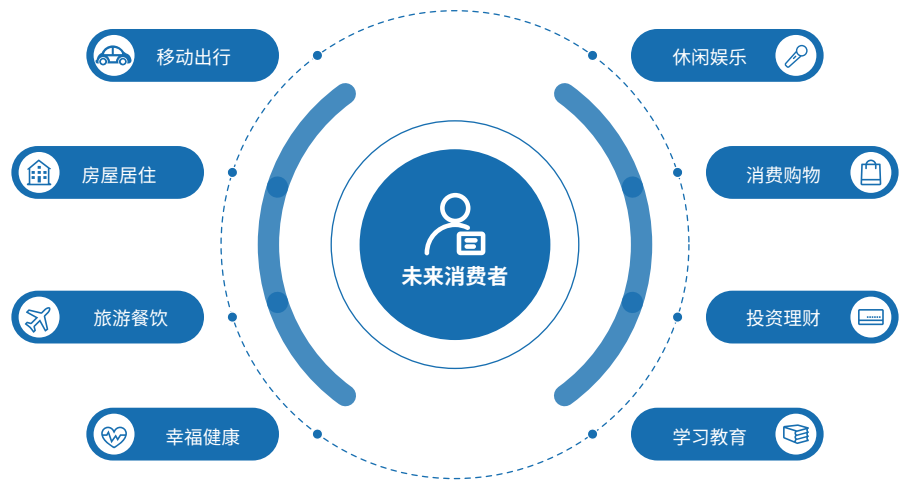 移动出行
休闲娱乐
房屋居住
消费购物
未来消费者
旅游餐饮
投资理财
幸福健康
学习教育